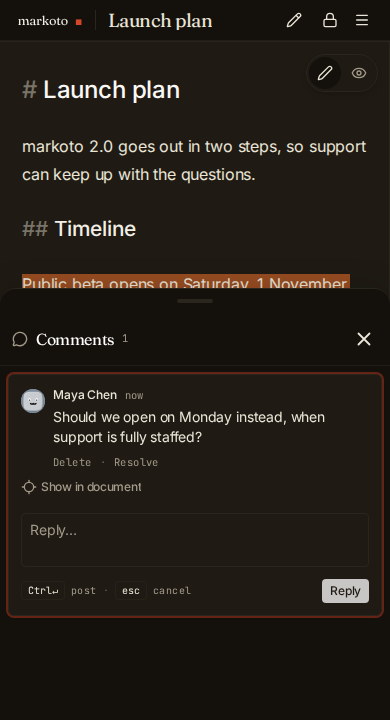 markoto
Launch plan
# Launch plan
markoto 2.0 goes out in two steps, so support
can keep up with the questions.
## Timeline
Public beta opens on Saturday, 1 November
Comments 1
Maya Chen now
Should we open on Monday instead, when
support is fully staffed?
Delete · Resolve
Show in document
Reply...
Ctrl↵ post · esc cancel
Reply